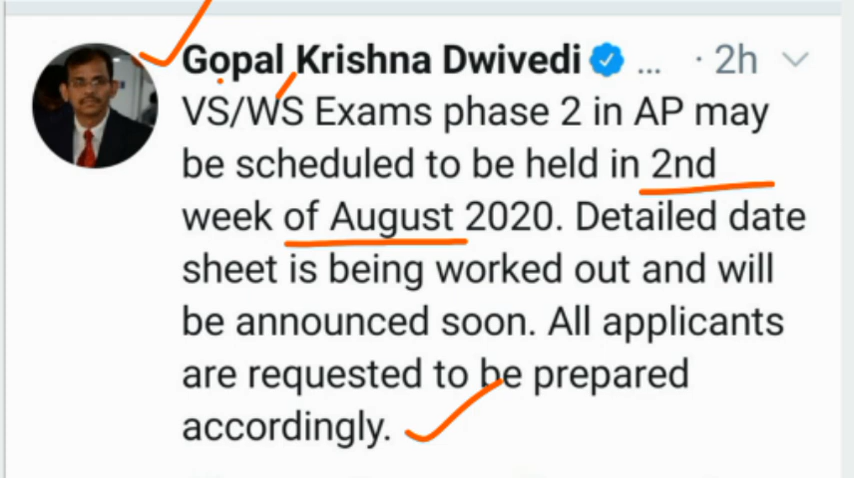 Gopal Krishna Dwivedi ... · 2h
VS/WS Exams phase 2 in AP may
be scheduled to be held in 2nd
week of August 2020. Detailed date
sheet is being worked out and will
be announced soon. All applicants
are requested to be prepared
accordingly.